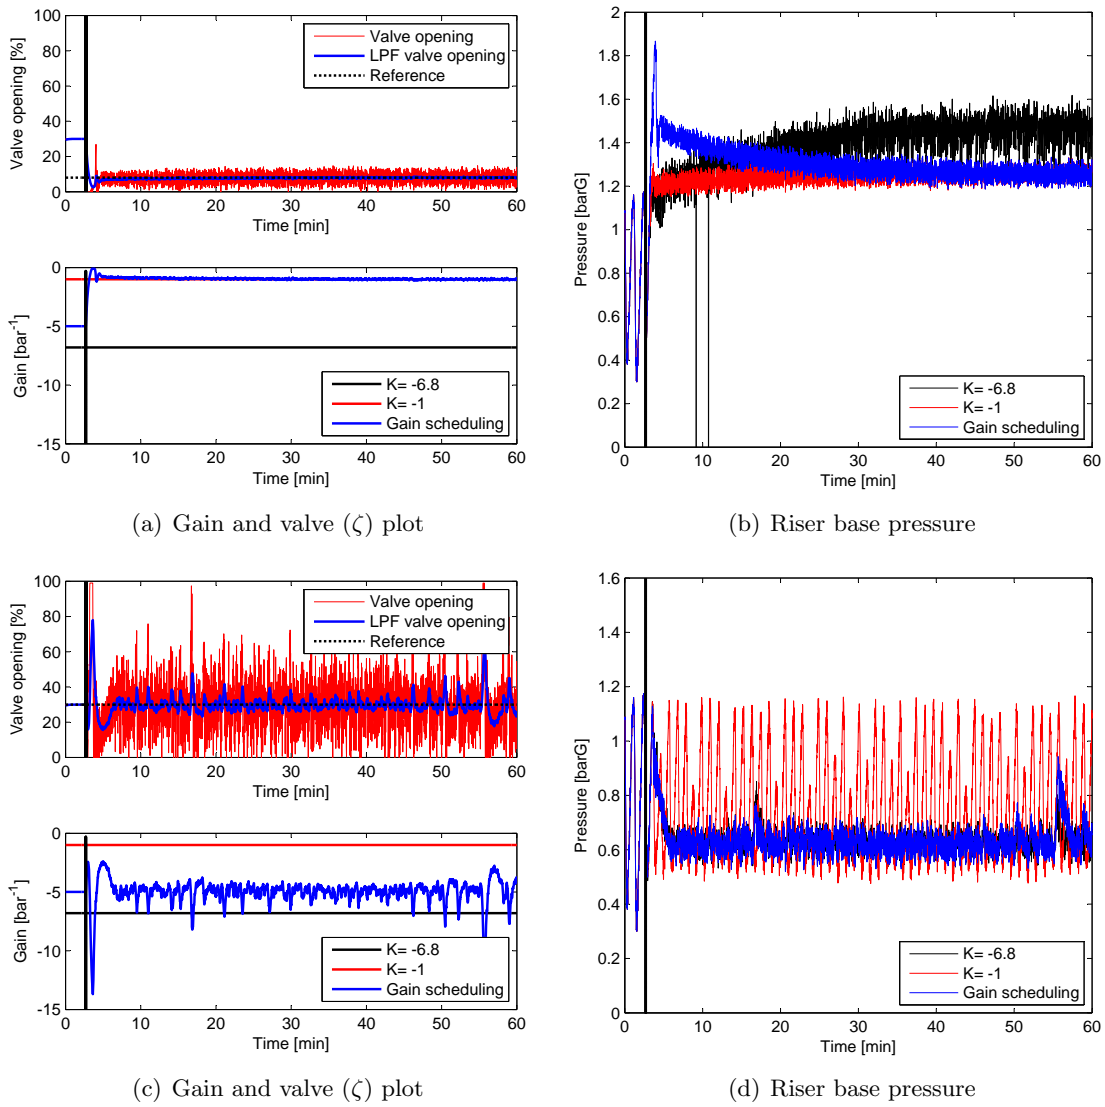 100
80
60
40
20
0
Valve opening [%]
Valve opening
LPF valve opening
Reference
0 10 20 30 40 50 60
Time [min]
0
-5
-10
-15
Gain [bar-1]
K= -6.8
K= -1
Gain scheduling
0 10 20 30 40 50 60
Time [min]
(a) Gain and valve (ζ) plot
2
1.8
1.6
1.4
1.2
1
0.8
0.6
0.4
0.2
0
Pressure [barG]
K= -6.8
K= -1
Gain scheduling
0 10 20 30 40 50 60
Time [min]
(b) Riser base pressure
100
80
60
40
20
0
Valve opening [%]
Valve opening
LPF valve opening
Reference
0 10 20 30 40 50 60
Time [min]
0
-5
-10
-15
Gain [bar-1]
K= -6.8
K= -1
Gain scheduling
0 10 20 30 40 50 60
Time [min]
(c) Gain and valve (ζ) plot
1.6
1.4
1.2
1
0.8
0.6
0.4
0.2
0
Pressure [barG]
K= -6.8
K= -1
Gain scheduling
0 10 20 30 40 50 60
Time [min]
(d) Riser base pressure